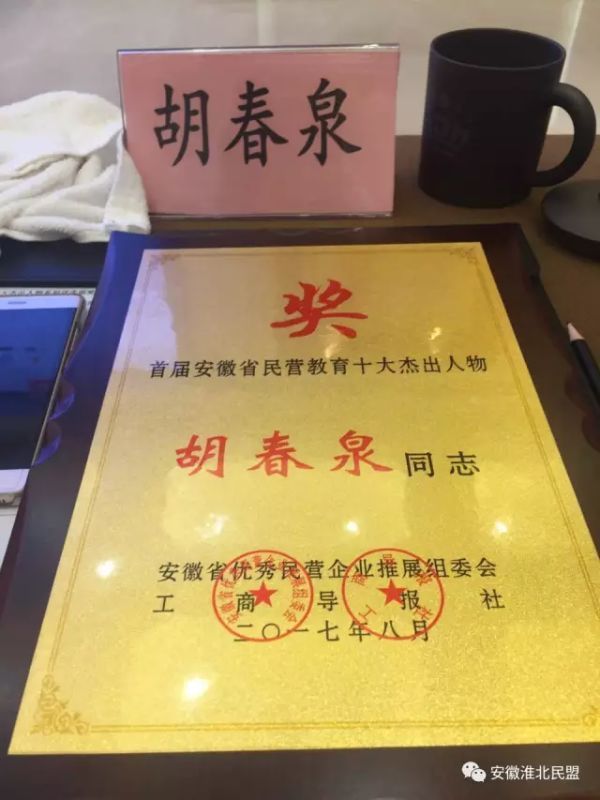 胡春泉
奖
首届安徽省民营教育十大杰出人物
胡春泉同志
安徽省优秀民营企业推展组委会
工商导报社
二〇一七年八月
安徽淮北民盟